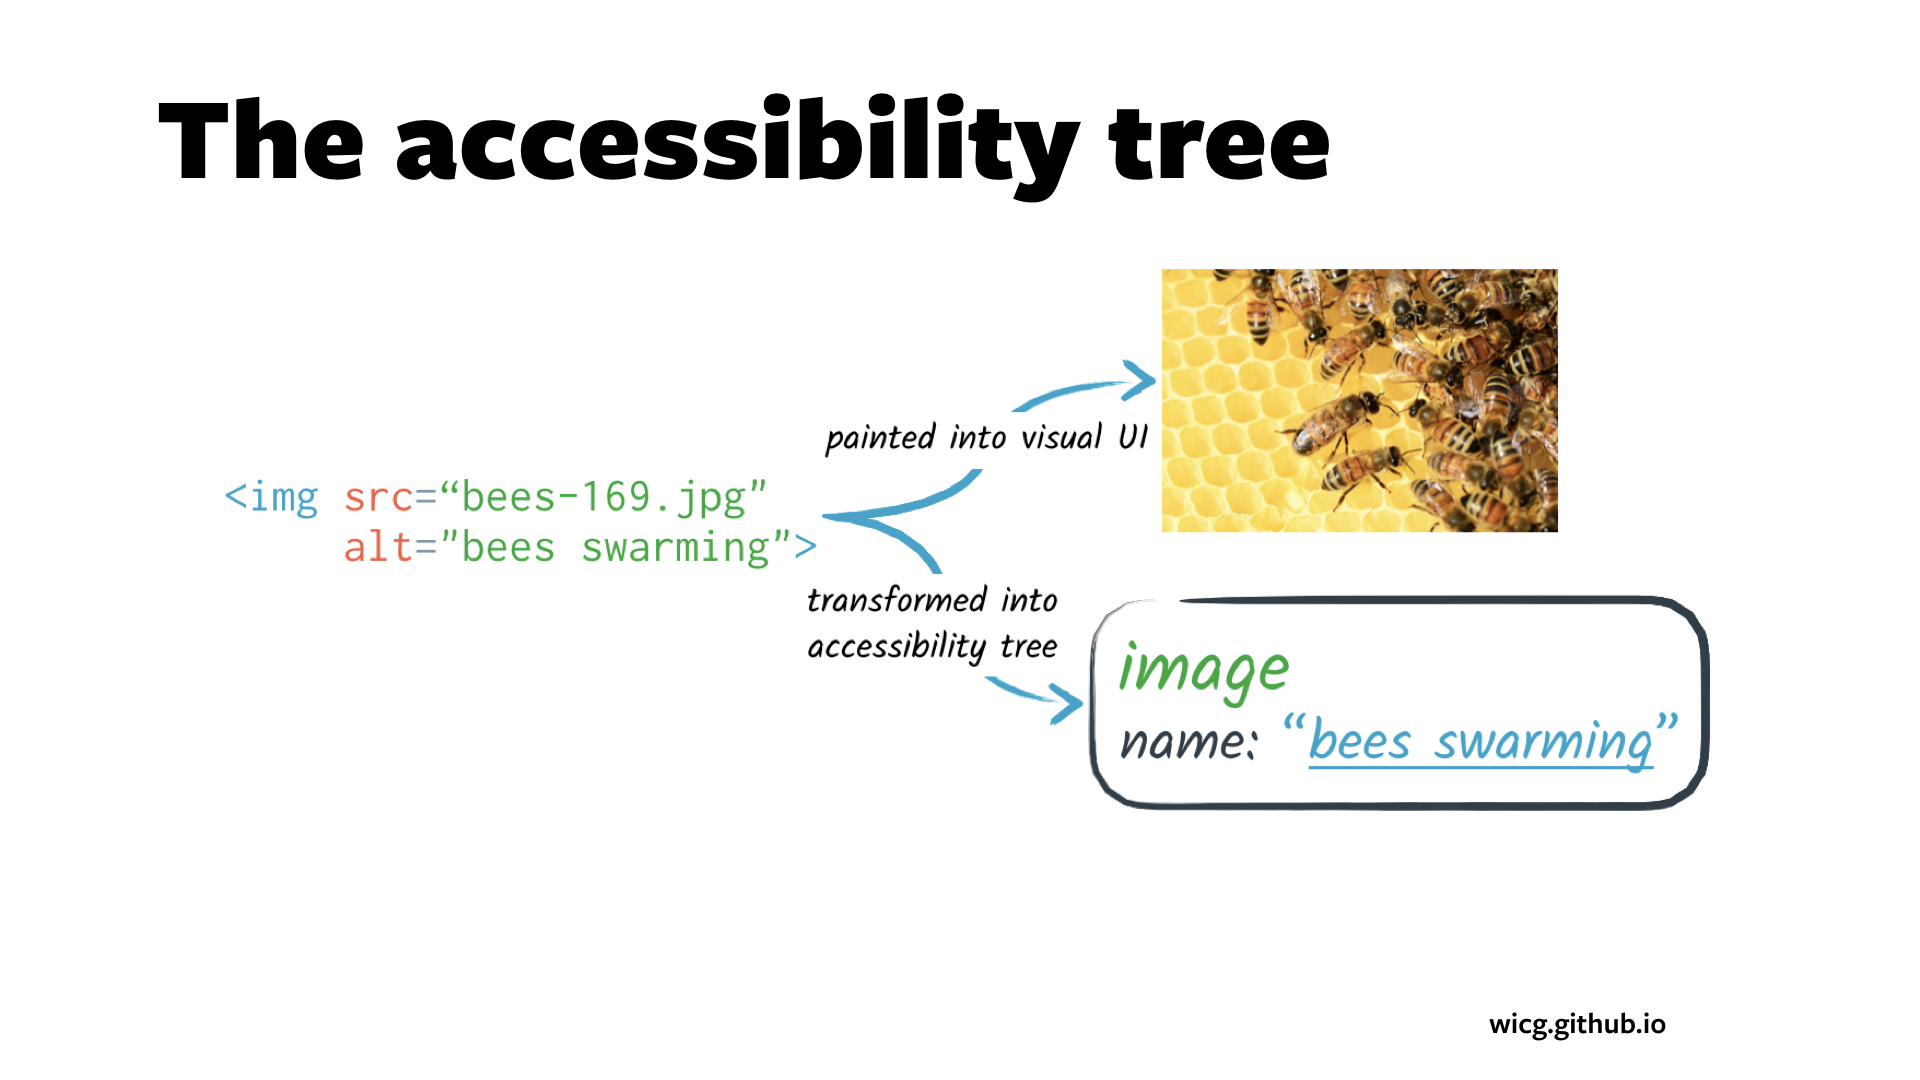 The accessibility tree
painted into visual UI
<img src=“bees-169.jpg"
alt="bees swarming">
transformed into
accessibility tree
image
name: “bees swarming”
wicg.github.io